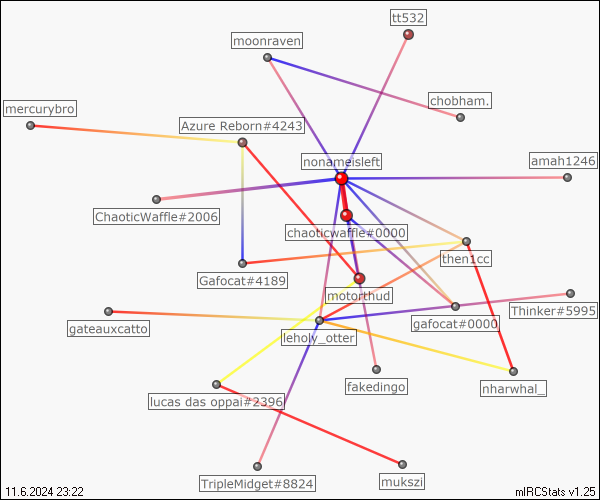 tt532
moonraven
chobham.
mercurybro
Azure Reborn#4243
nonameisleft
amah1246
ChaoticWaffle#2006
chaoticwaffle#0000
then1cc
Gafocat#4189
motorthud
Thinker#5995
gafocat#0000
gateauxcatto
leholy_otter
fakedingo
nharwhal_
lucas das oppai#2396
TripleMidget#8824
mukszi
11.6.2024 23:22
mIRCStats v1.25